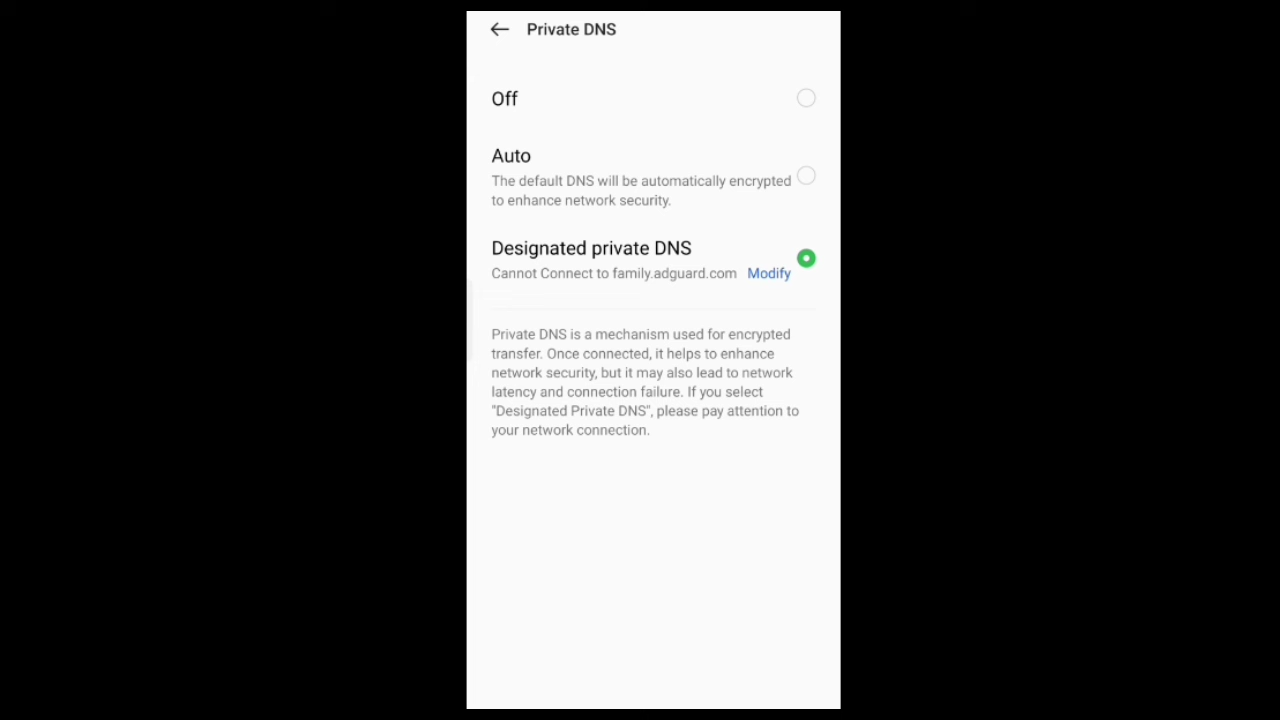 Private DNS
Off
Auto
The default DNS will be automatically encrypted
to enhance network security.
Designated private DNS
Cannot Connect to family.adguard.com Modify
Private DNS is a mechanism used for encrypted
transfer. Once connected, it helps to enhance
network security, but it may also lead to network
latency and connection failure. If you select
"Designated Private DNS", please pay attention to
your network connection.